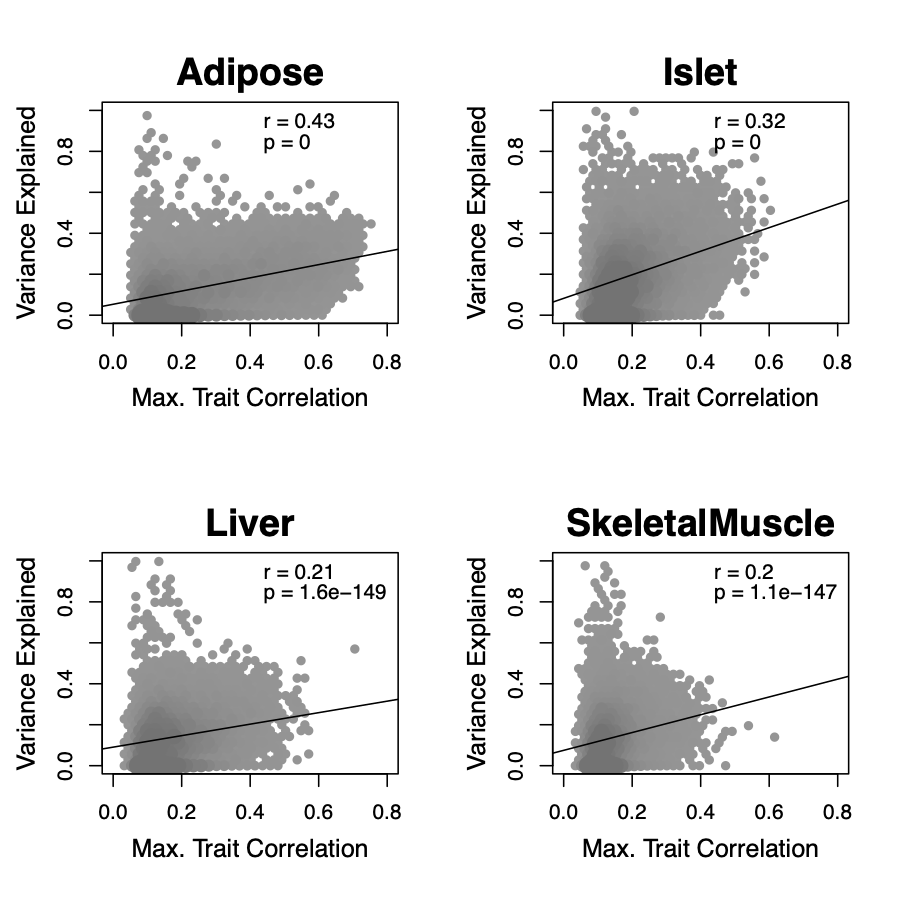 Adipose
r = 0.43
p = 0
Variance Explained
0.0 0.4 0.8
0.0 0.2 0.4 0.6 0.8
Max. Trait Correlation
Islet
r = 0.32
p = 0
Variance Explained
0.0 0.4 0.8
0.0 0.2 0.4 0.6 0.8
Max. Trait Correlation
Liver
r = 0.21
p = 1.6e−149
Variance Explained
0.0 0.4 0.8
0.0 0.2 0.4 0.6 0.8
Max. Trait Correlation
SkeletalMuscle
r = 0.2
p = 1.1e−147
Variance Explained
0.0 0.4 0.8
0.0 0.2 0.4 0.6 0.8
Max. Trait Correlation